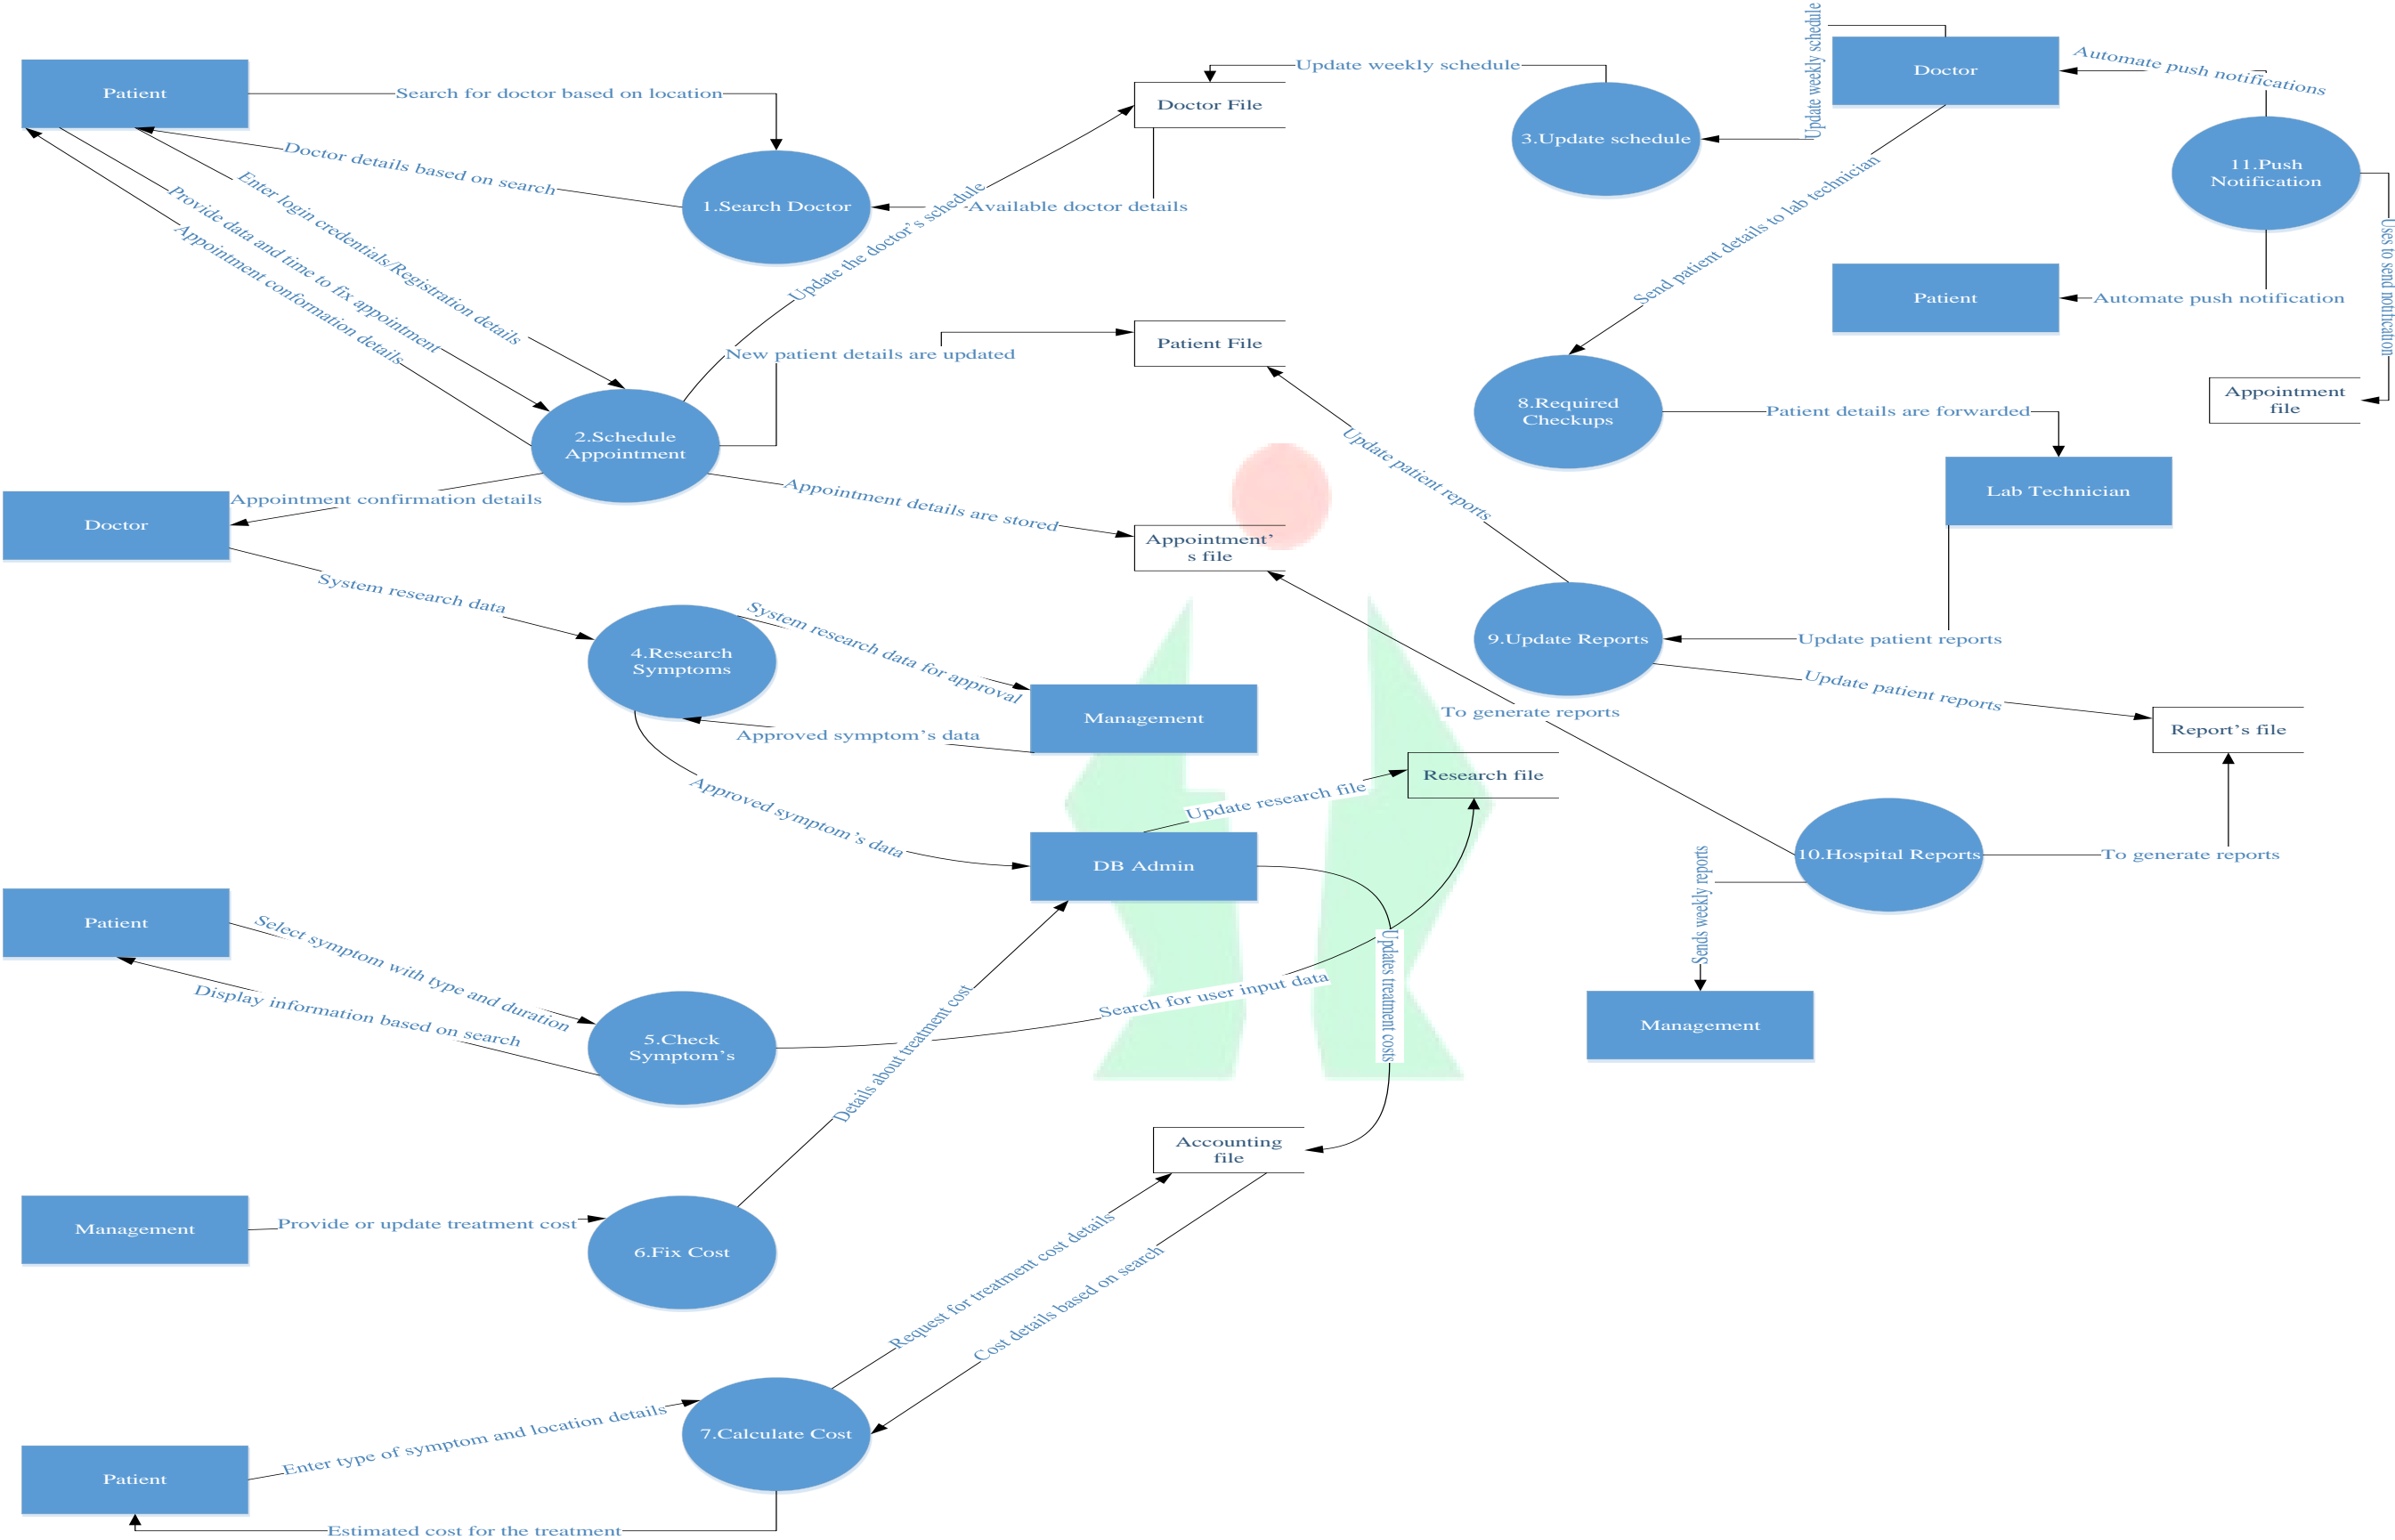 Patient
Search for doctor based on location
Doctor details based on search
1.Search Doctor
Enter login credentials/Registration details
Provide data and time to fix appointment
Appointment conformation details
Update the doctor's schedule
Doctor File
Available doctor details
Update weekly schedule
3.Update schedule
Update weekly schedule
Doctor
Automate push notifications
11.Push
Notification
Uses to send notification
Patient
Automate push notification
Appointment
file
Send patient details to lab technician
New patient details are updated
Patient File
2.Schedule
Appointment
8.Required
Checkups
Patient details are forwarded
Lab Technician
Update patient reports
Appointment confirmation details
Doctor
Appointment details are stored
Appointment'
s file
System research data
4.Research
Symptoms
System research data for approval
Management
Approved symptom's data
Approved symptom's data
9.Update Reports
Update patient reports
Update patient reports
Report's file
To generate reports
Research file
Update research file
DB Admin
10.Hospital Reports
To generate reports
Sends weekly reports
Management
Patient
Select symptom with type and duration
Display information based on search
5.Check
Symptom's
Search for user input data
Updates treatment costs
Details about treatment cost
Accounting
file
Management
Provide or update treatment cost
6.Fix Cost
Request for treatment cost details
Cost details based on search
7.Calculate Cost
Enter type of symptom and location details
Patient
Estimated cost for the treatment